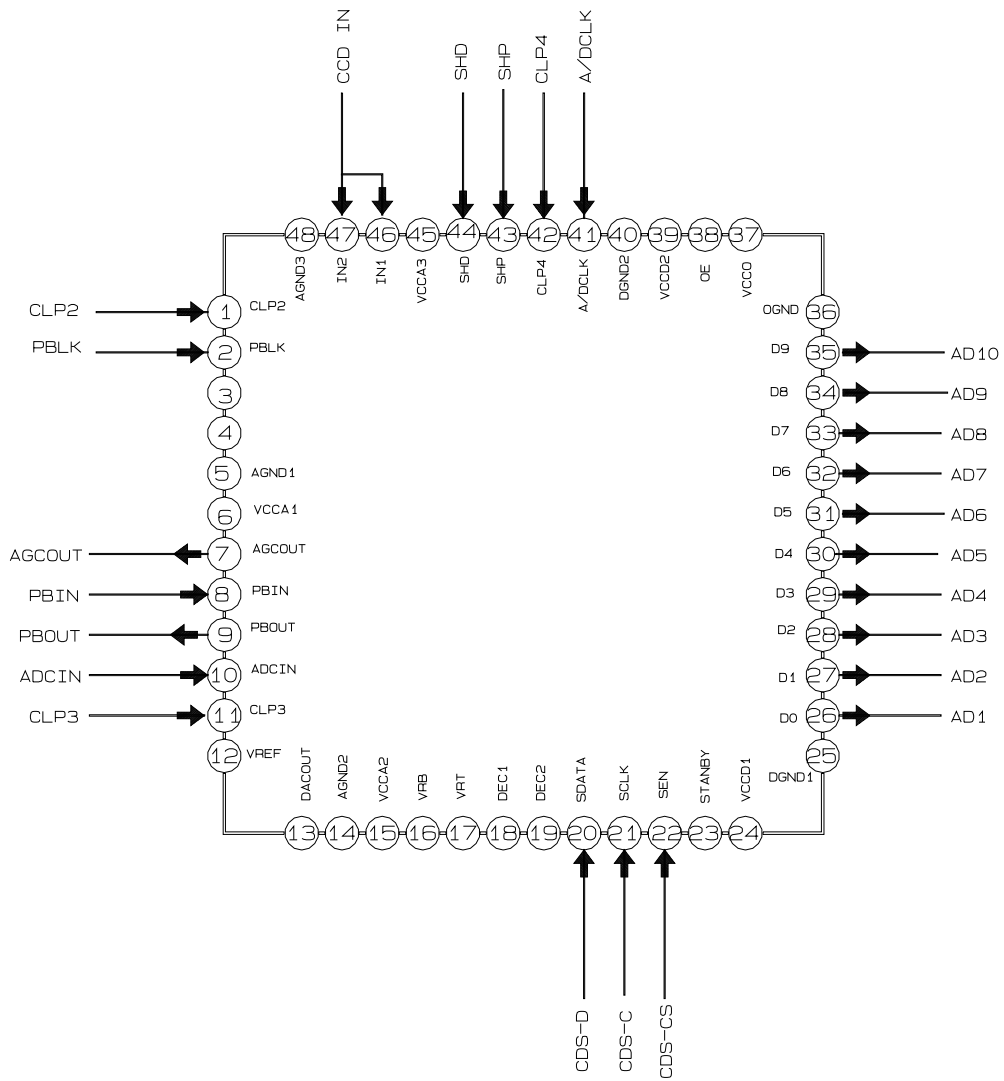 CCD IN
SHD
SHP
CLP4
A/DCLK
48
47
46
45
44
43
42
41
40
39
38
37
AGND3
IN2
IN1
VCCA3
SHD
SHP
CLP4
A/DCLK
DGND2
VCCD2
OE
VCCO
CLP2
1
CLP2
OGND
36
PBLK
2
PBLK
D9
35
AD10
3
D8
34
AD9
4
D7
33
AD8
5
AGND1
D6
32
AD7
6
VCCA1
D5
31
AD6
AGCOUT
7
AGCOUT
D4
30
AD5
PBIN
8
PBIN
D3
29
AD4
PBOUT
9
PBOUT
D2
28
AD3
ADCIN
10
ADCIN
D1
27
AD2
CLP3
11
CLP3
D0
26
AD1
12
VREF
25
DGND1
DACOUT
AGND2
VCCA2
VRB
VRT
DEC1
DEC2
SDATA
SCLK
SEN
STANBY
VCCD1
13
14
15
16
17
18
19
20
21
22
23
24
CDS-D
CDS-C
CDS-CS